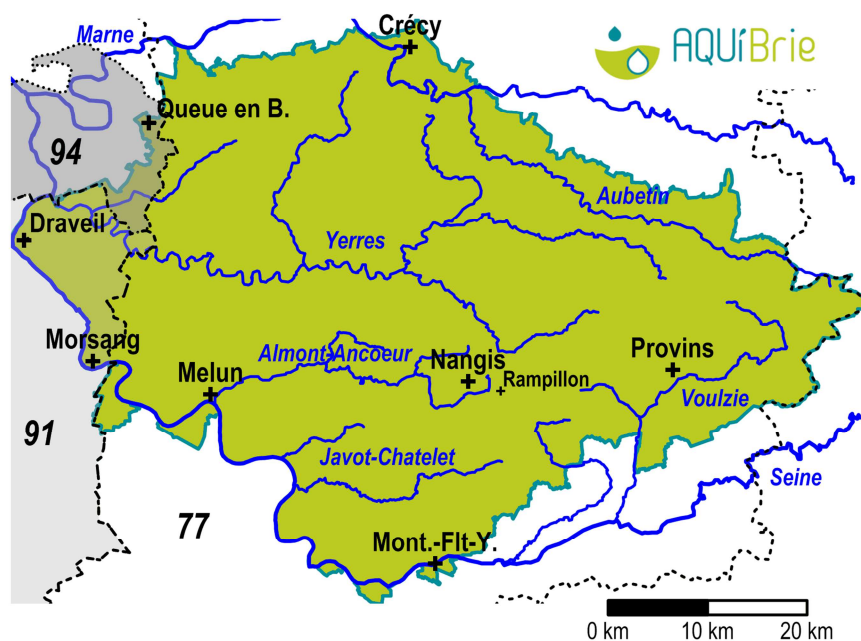 Crécy
Marne
AQUiBrie
Queue en B.
94
Aubetin
Draveil
Yerres
Morsang
Almont-Ancoeur
Nangis
Provins
Melun
Rampillon
Voulzie
91
Javot-Chatelet
Seine
77
Mont.-Flt-Y.
0 km 10 km 20 km